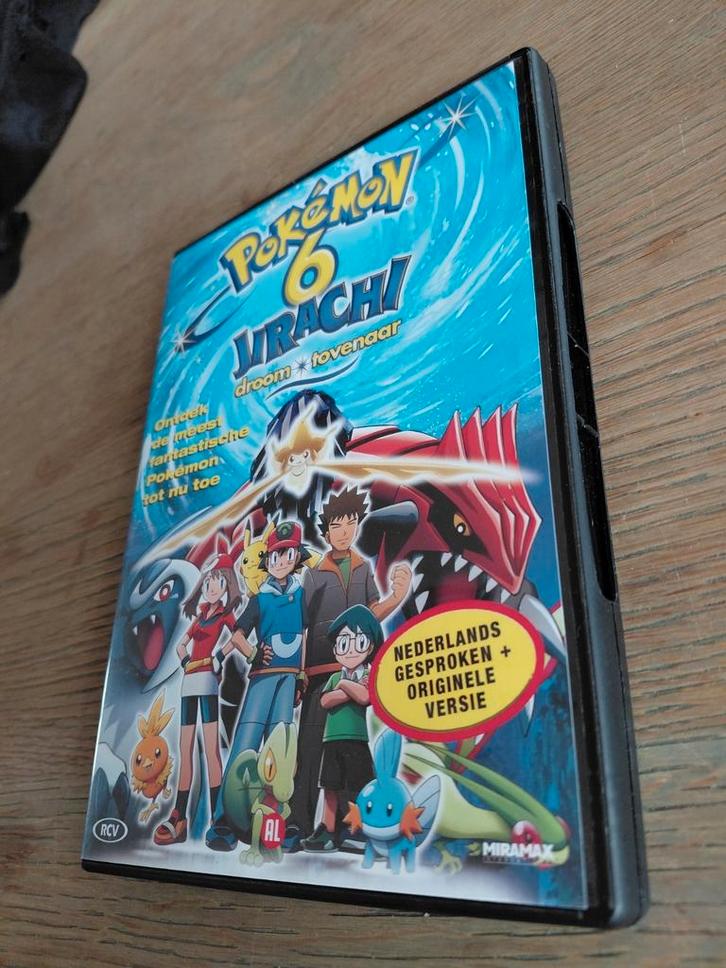 POKéMON
6
JIRACHI
droom tovenaar
Ontdek
de meest
fantastische
Pokémon
tot nu toe
NEDERLANDS
GESPROKEN +
ORIGINELE
VERSIE
RCV
AL
MIRAMAX